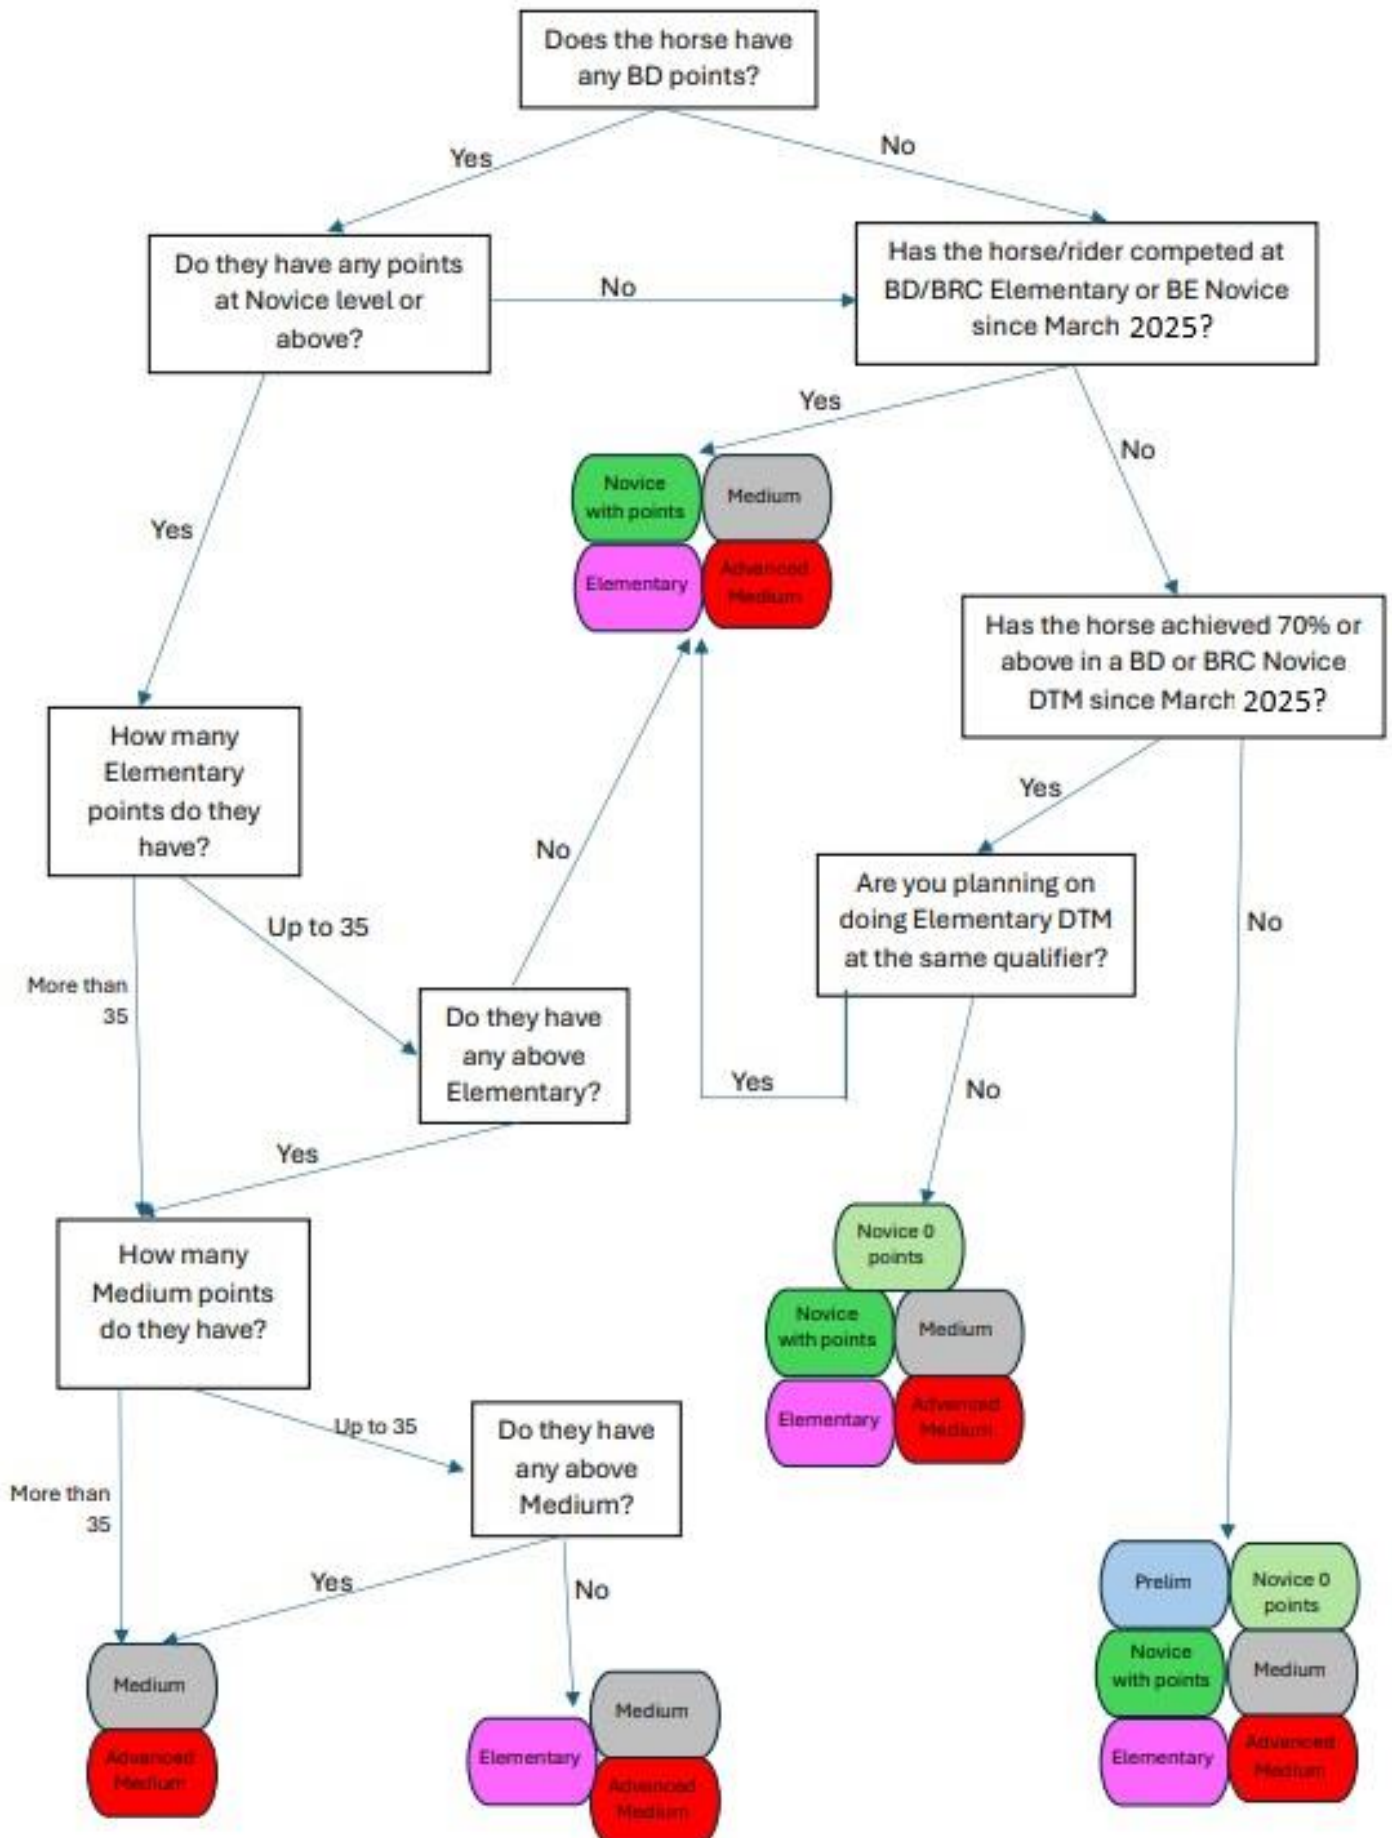 Does the horse have
any BD points?
Yes
No
Do they have any points
at Novice level or
above?
No
Has the horse/rider competed at
BD/BRC Elementary or BE Novice
since March 2025?
Yes
No
Yes
Novice
with points
Medium
Elementary
Advanced
Medium
Has the horse achieved 70% or
above in a BD or BRC Novice
DTM since March 2025?
How many
Elementary
points do they
have?
Yes
No
No
Are you planning on
doing Elementary DTM
at the same qualifier?
Up to 35
More than
35
Do they have
any above
Elementary?
Yes
No
Yes
How many
Medium points
do they have?
Novice 0
points
Novice
with points
Medium
Elementary
Advanced
Medium
Up to 35
Do they have
any above
Medium?
More than
35
Yes
No
Prelim
Novice 0
points
Novice
with points
Medium
Elementary
Advanced
Medium
Medium
Advanced
Medium
Elementary
Medium
Advanced
Medium